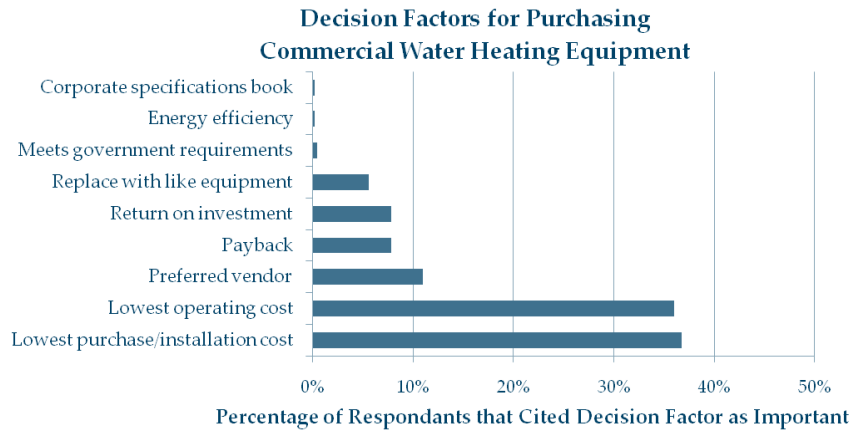 Decision Factors for Purchasing
Commercial Water Heating Equipment
Corporate specifications book
Energy efficiency
Meets government requirements
Replace with like equipment
Return on investment
Payback
Preferred vendor
Lowest operating cost
Lowest purchase/installation cost
0% 10% 20% 30% 40% 50%
Percentage of Respondants that Cited Decision Factor as Important